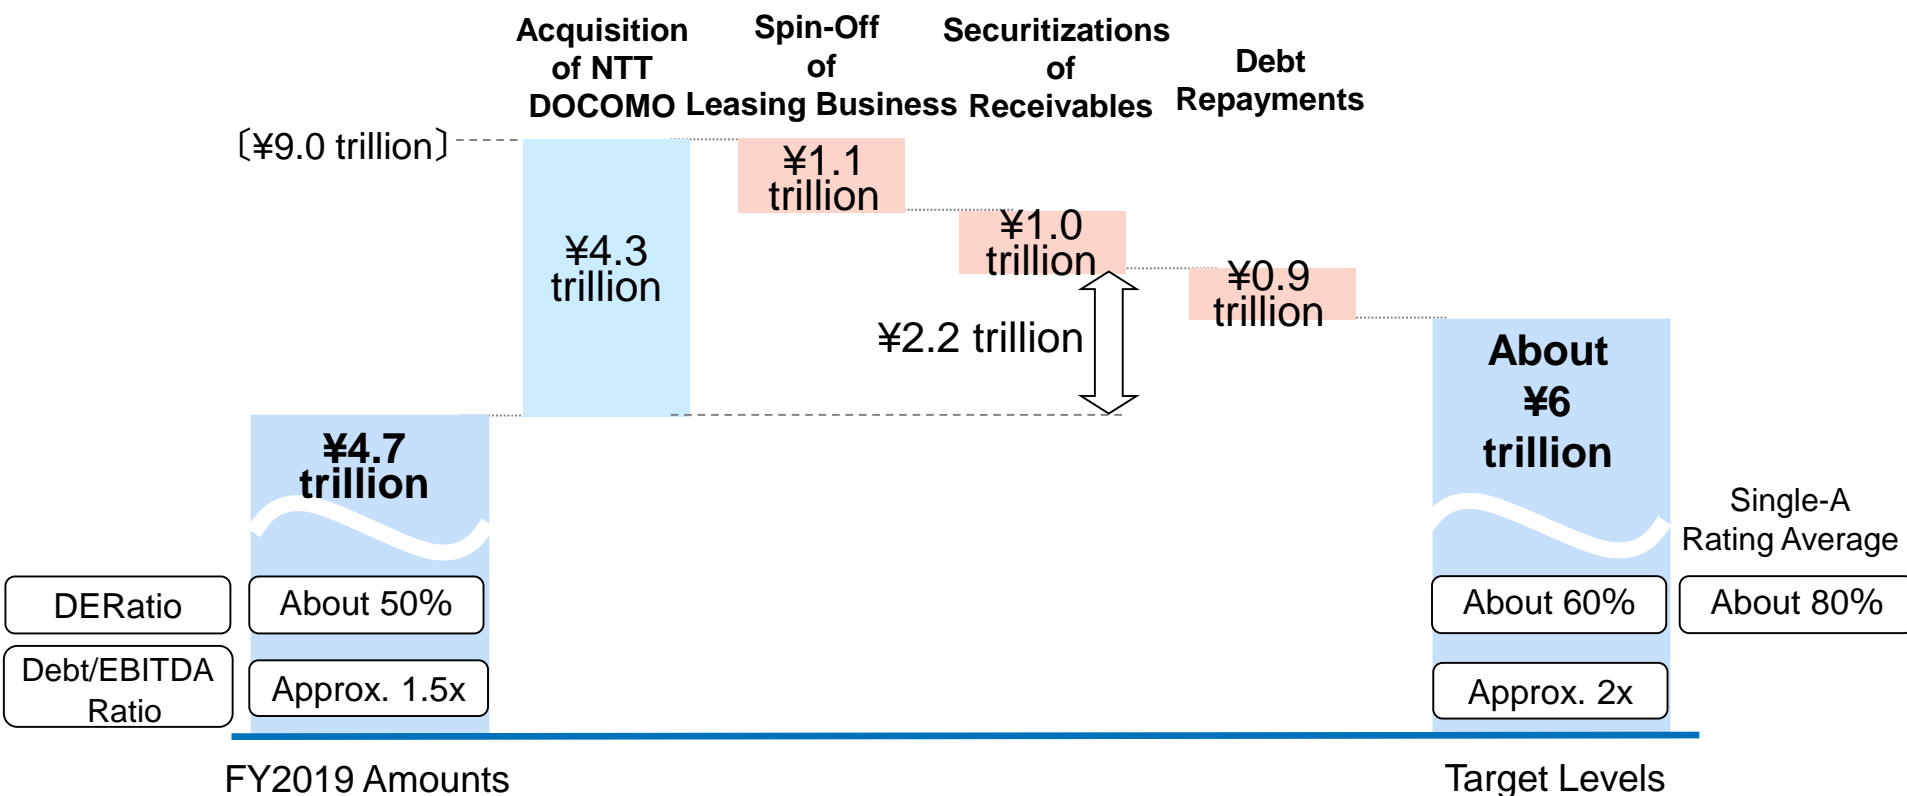 Acquisition
of NTT
DOCOMO
Spin-Off
of
Leasing Business
Securitizations
of
Receivables
Debt
Repayments
〔¥9.0 trillion〕
¥4.3
trillion
¥1.1
trillion
¥1.0
trillion
¥0.9
trillion
¥2.2 trillion
¥4.7
trillion
About
¥6
trillion
Single-A
Rating Average
DERatio
About 50%
About 60%
About 80%
Debt/EBITDA
Ratio
Approx. 1.5x
Approx. 2x
FY2019 Amounts
Target Levels